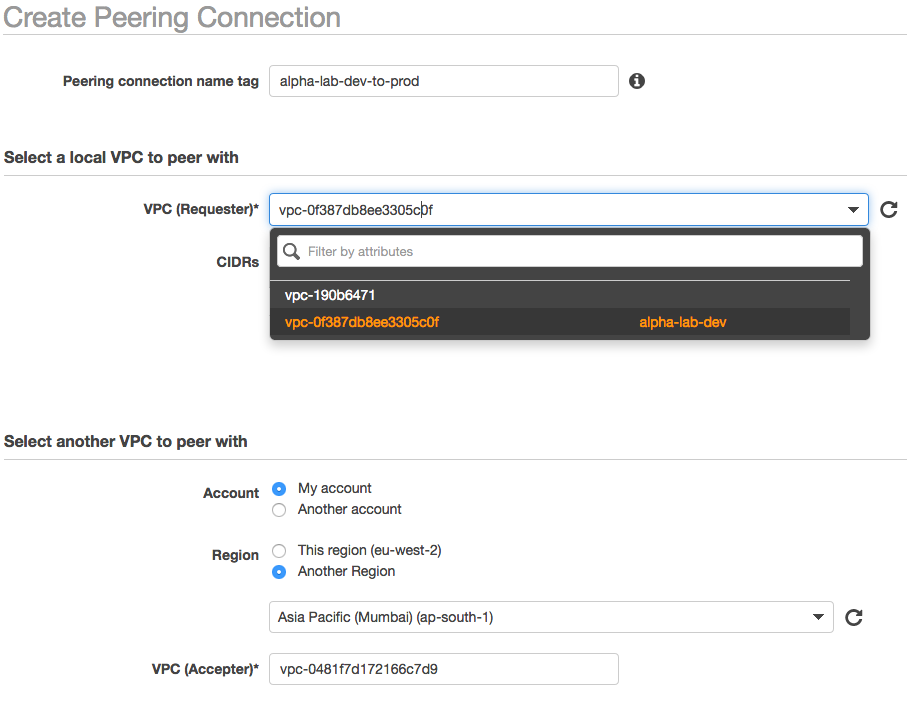 Create Peering Connection
Peering connection name tag alpha-lab-dev-to-prod
Select a local VPC to peer with
VPC (Requester)* vpc-0f387db8ee3305c0f
CIDRs Filter by attributes
vpc-190b6471
vpc-0f387db8ee3305c0f alpha-lab-dev
Select another VPC to peer with
Account My account
Another account
Region This region (eu-west-2)
Another Region
Asia Pacific (Mumbai) (ap-south-1)
VPC (Accepter)* vpc-0481f7d172166c7d9